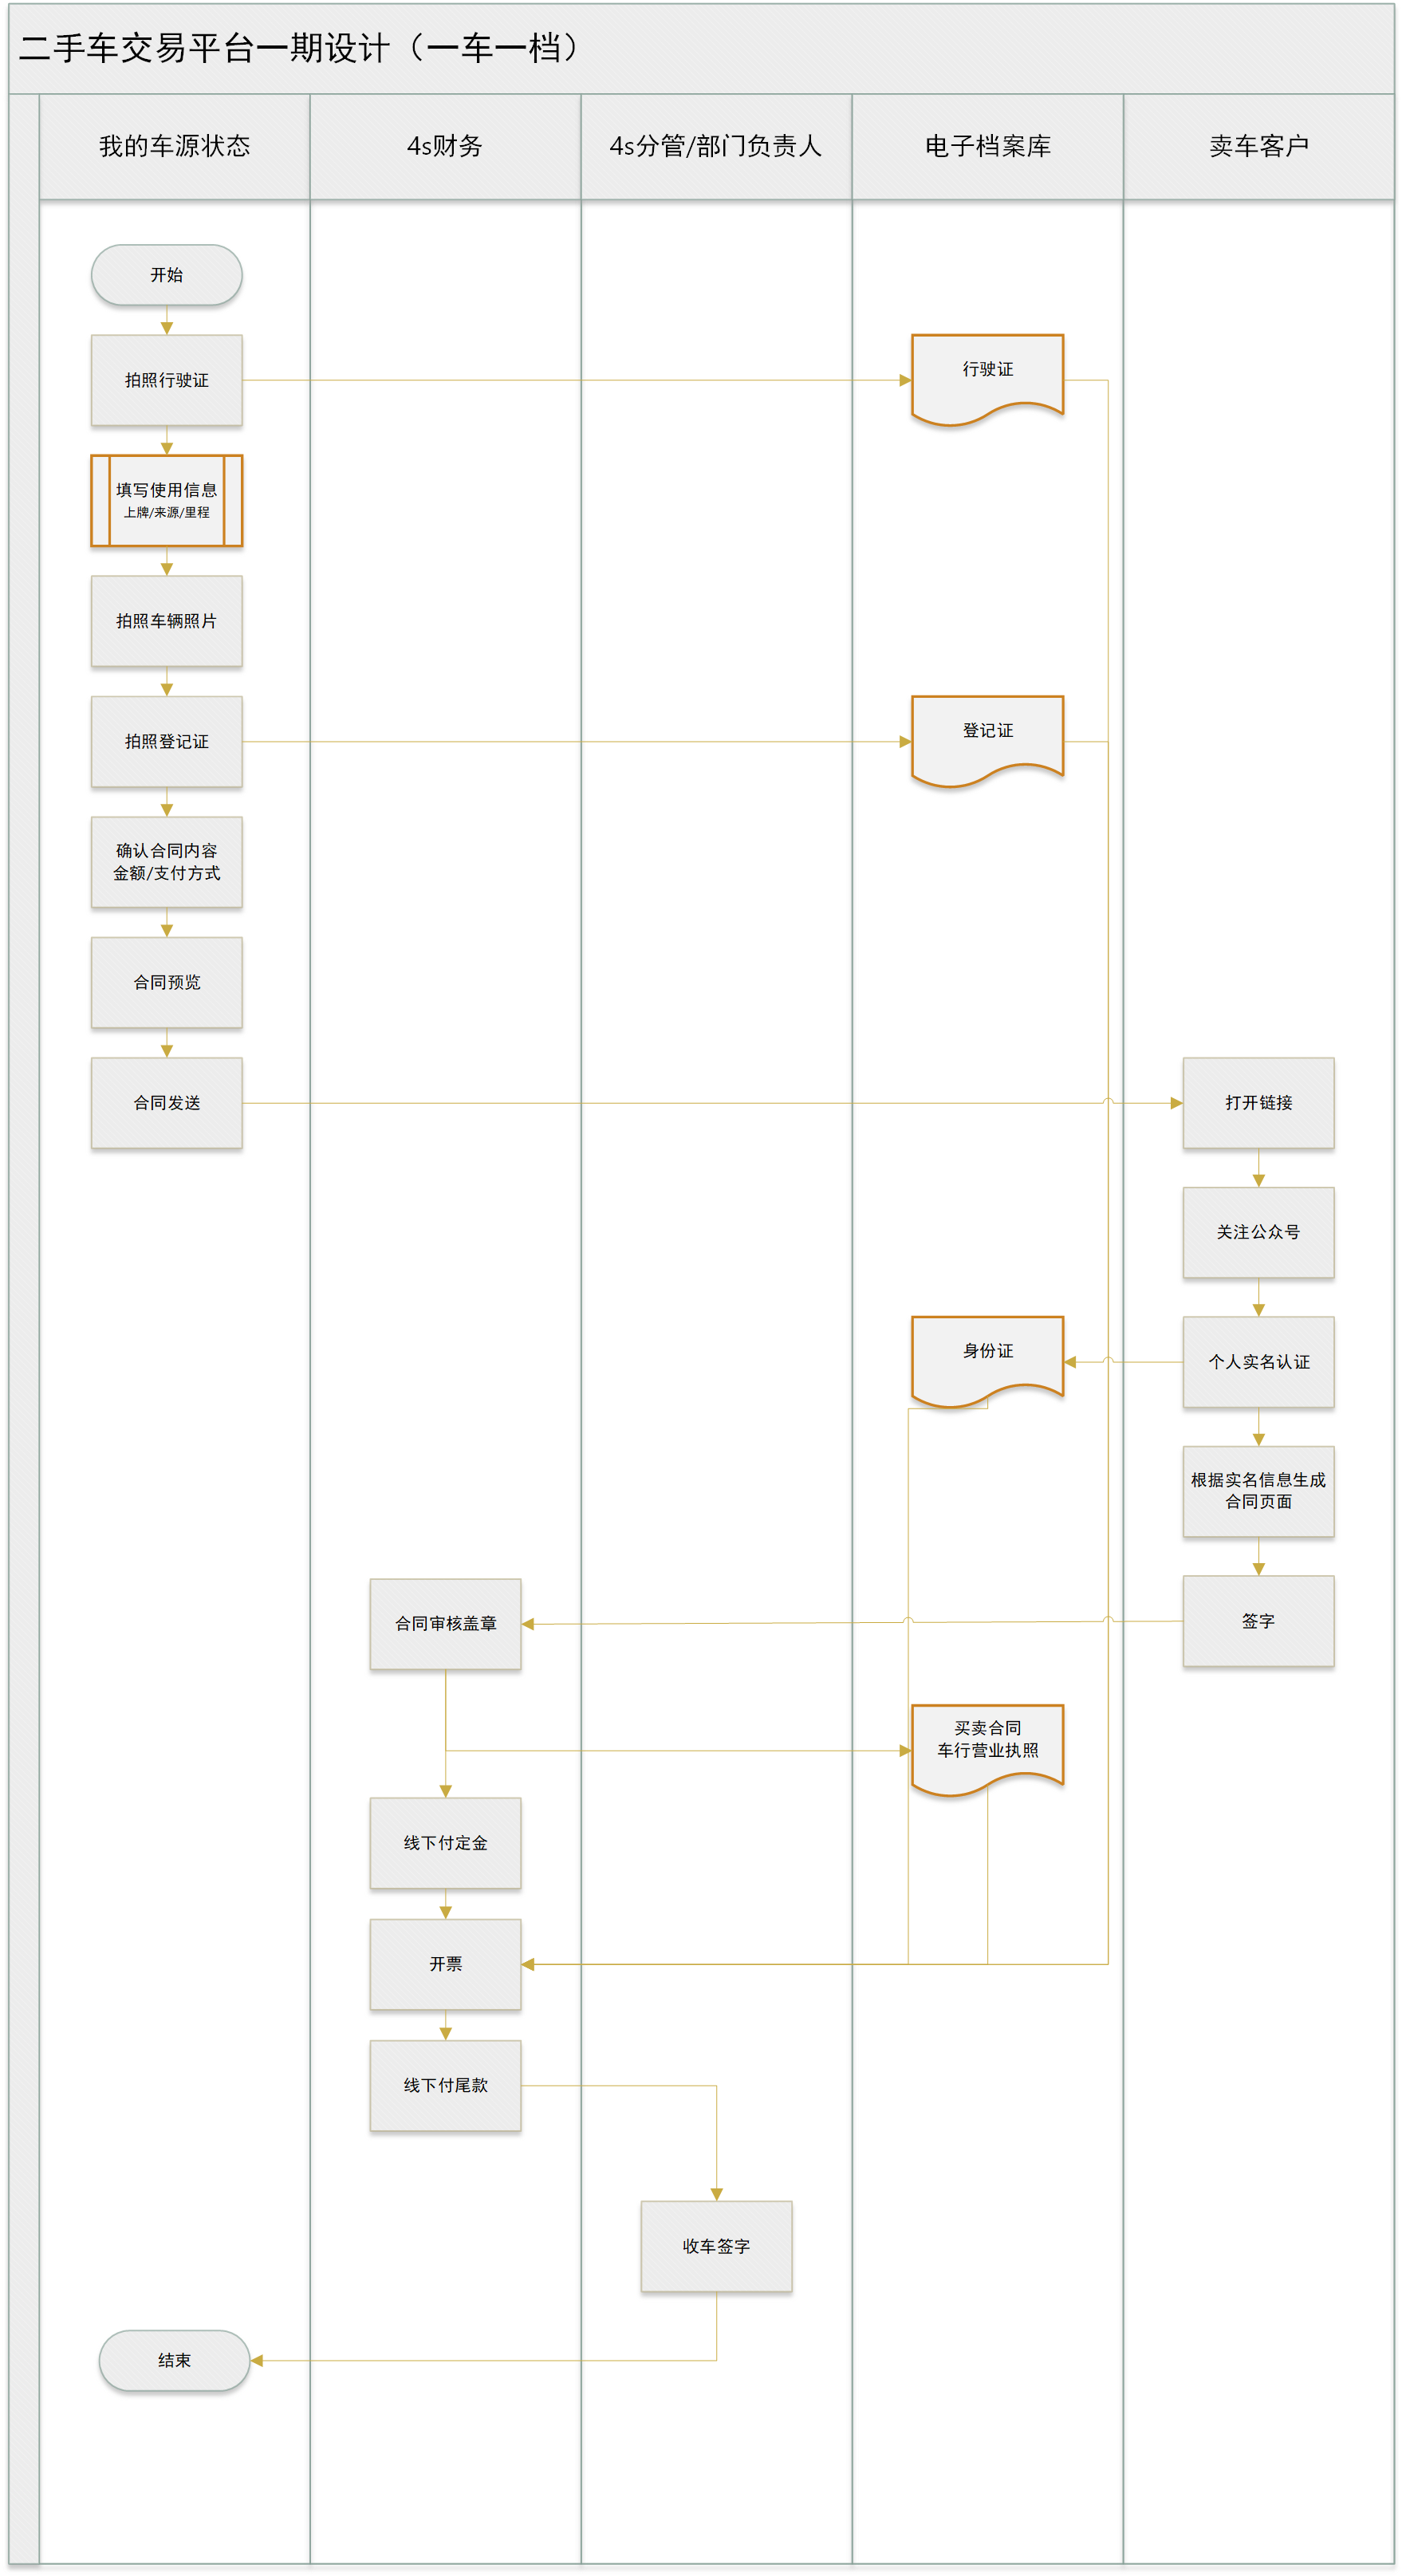 二手车交易平台一期设计（一车一档）
我的车源状态
4s财务
4s分管/部门负责人
电子档案库
卖车客户
开始
拍照行驶证
行驶证
填写使用信息
上牌/来源/里程
拍照车辆照片
拍照登记证
登记证
确认合同内容
金额/支付方式
合同预览
合同发送
打开链接
关注公众号
身份证
个人实名认证
根据实名信息生成
合同页面
合同审核盖章
签字
买卖合同
车行营业执照
线下付定金
开票
线下付尾款
收车签字
结束